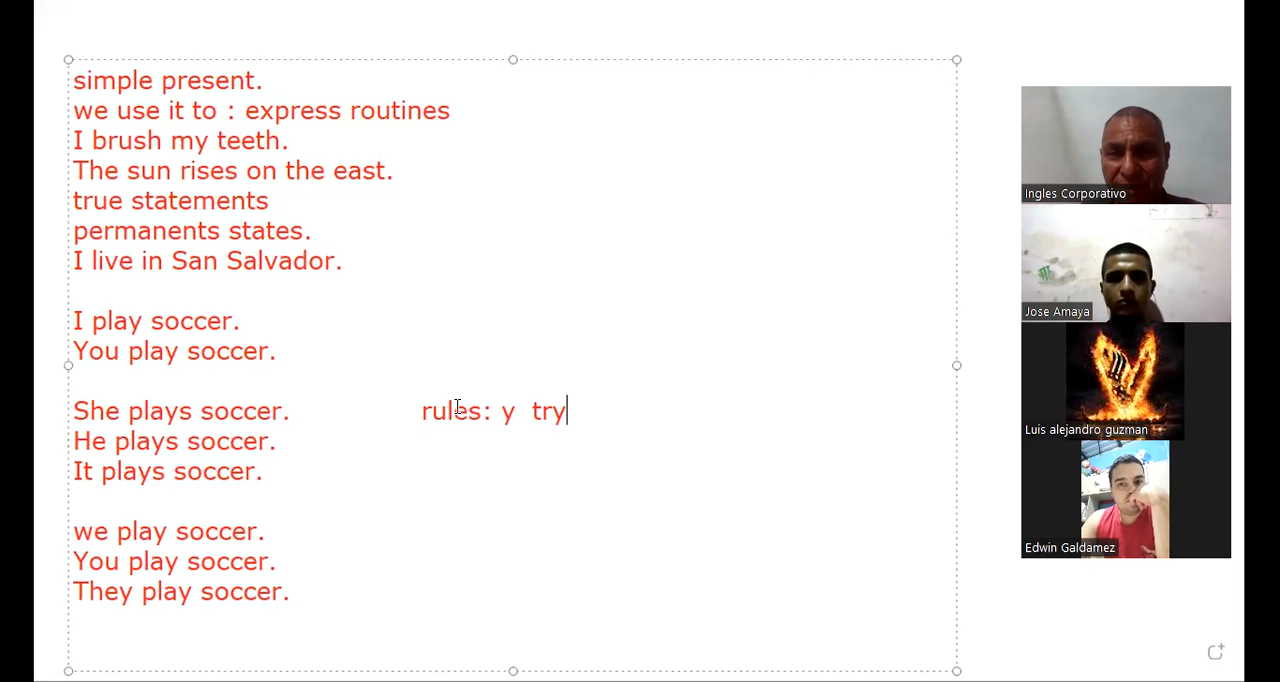 simple present.
we use it to : express routines
I brush my teeth.
The sun rises on the east.
true statements
permanents states.
I live in San Salvador.
I play soccer.
You play soccer.
She plays soccer. rules: y try
He plays soccer.
It plays soccer.
we play soccer.
You play soccer.
They play soccer.
Ingles Corporativo
Jose Amaya
Luis alejandro guzman
Edwin Galdamez